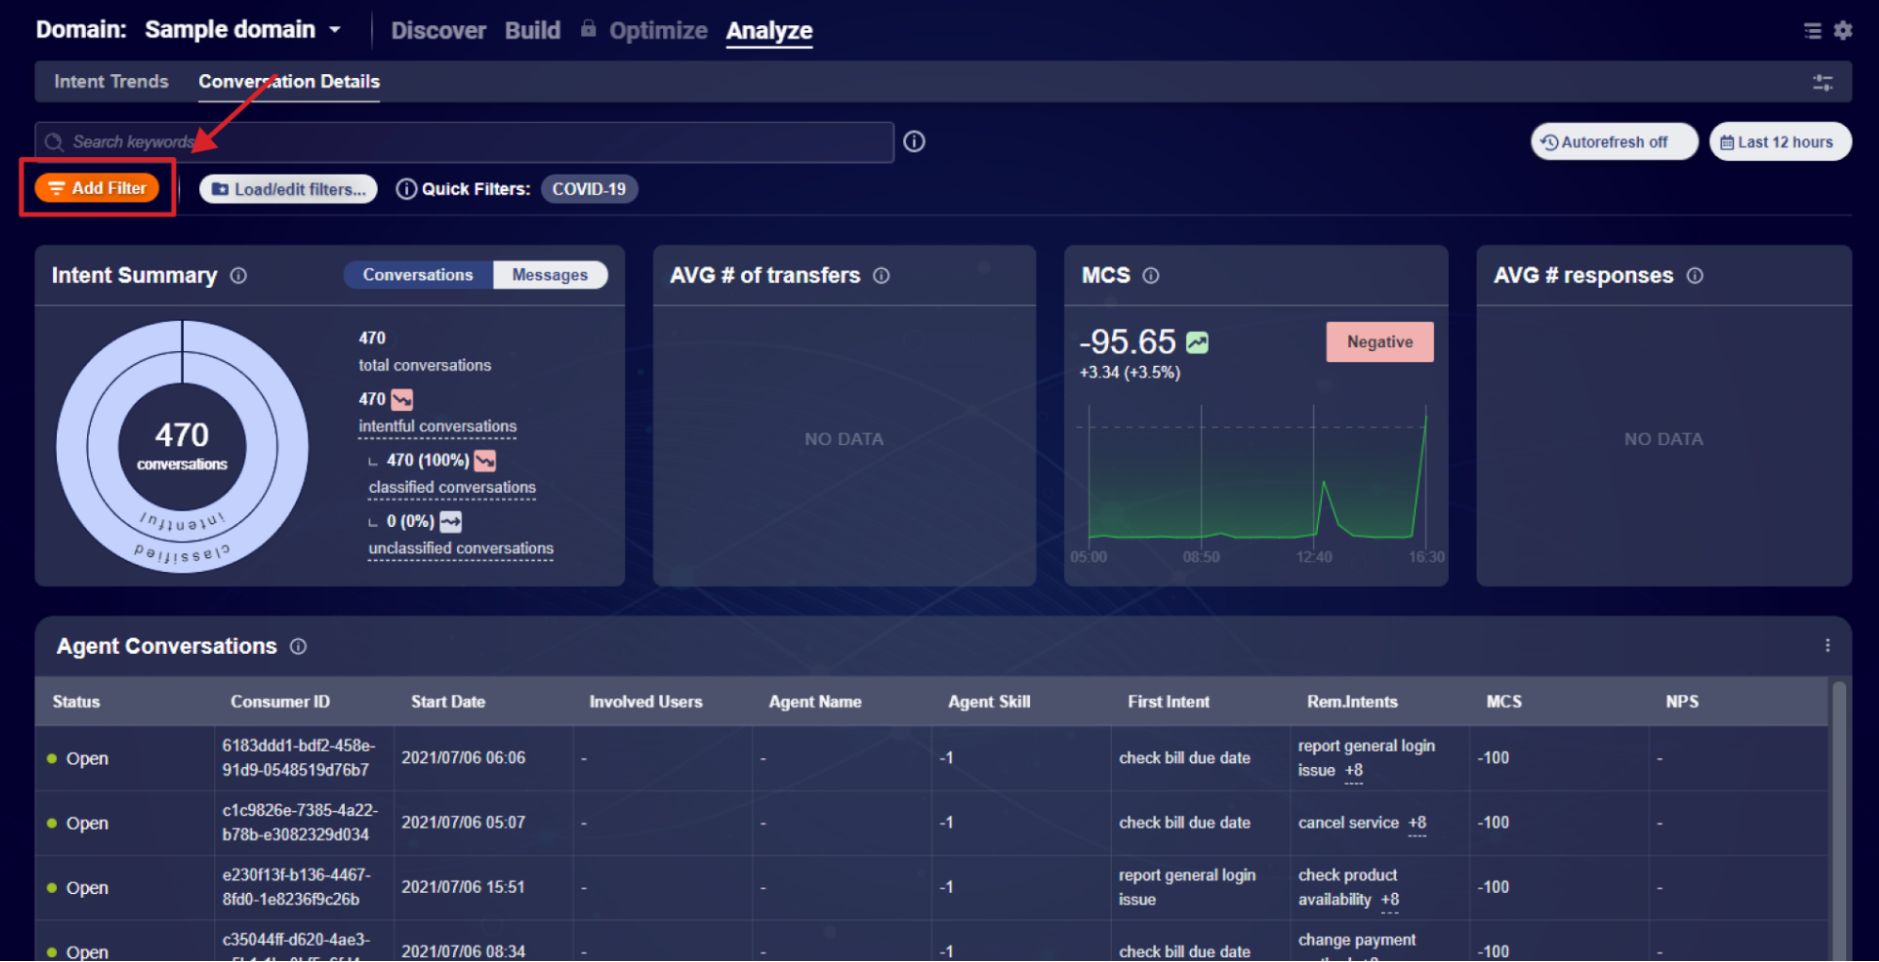 Domain: Sample domain
Discover Build Optimize Analyze
Intent Trends Conversation Details
Search keywords
Autorefresh off
Last 12 hours
Add Filter
Load/edit filters...
Quick Filters: COVID-19
Intent Summary
Conversations Messages
470
conversations
intentful
classified
470
total conversations
470
intentful conversations
470 (100%)
classified conversations
0 (0%)
unclassified conversations
AVG # of transfers
NO DATA
MCS
-95.65
+3.34 (+3.5%)
Negative
05:00 08:50 12:40 16:30
AVG # responses
NO DATA
Agent Conversations
Status Consumer ID Start Date Involved Users Agent Name Agent Skill First Intent Rem.Intents MCS NPS
Open 6183ddd1-bdf2-458e-91d9-0548519d76b7 2021/07/06 06:06 - - -1 check bill due date report general login issue +8 -100 -
Open c1c9826e-7385-4a22-b78b-e3082329d034 2021/07/06 05:07 - - -1 check bill due date cancel service +8 -100 -
Open e230f13f-b136-4467-8fd0-1e8236f9c26b 2021/07/06 15:51 - - -1 report general login issue check product availability +8 -100 -
Open c35044ff-d620-4ae3- 2021/07/06 08:34 - - -1 check bill due date change payment -100 -